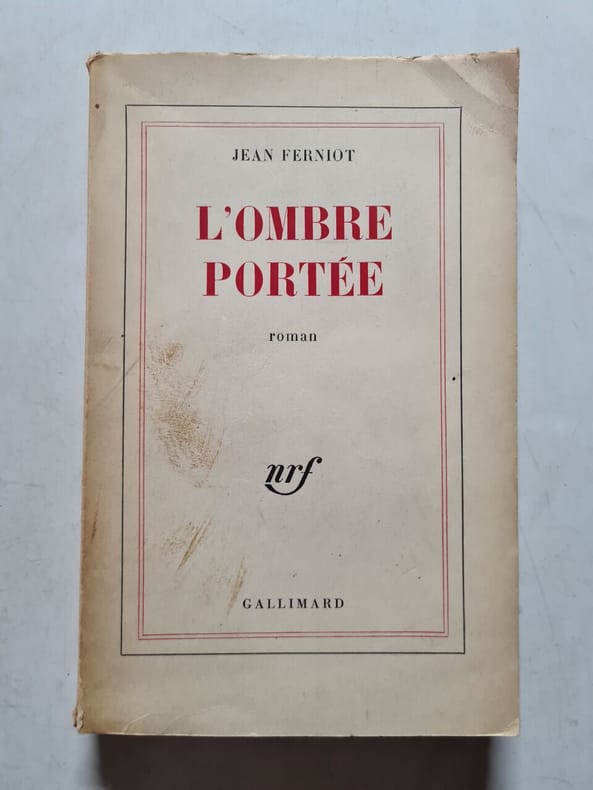 JEAN FERNIOT
L'OMBRE
PORTÉE
roman
nrf
GALLIMARD